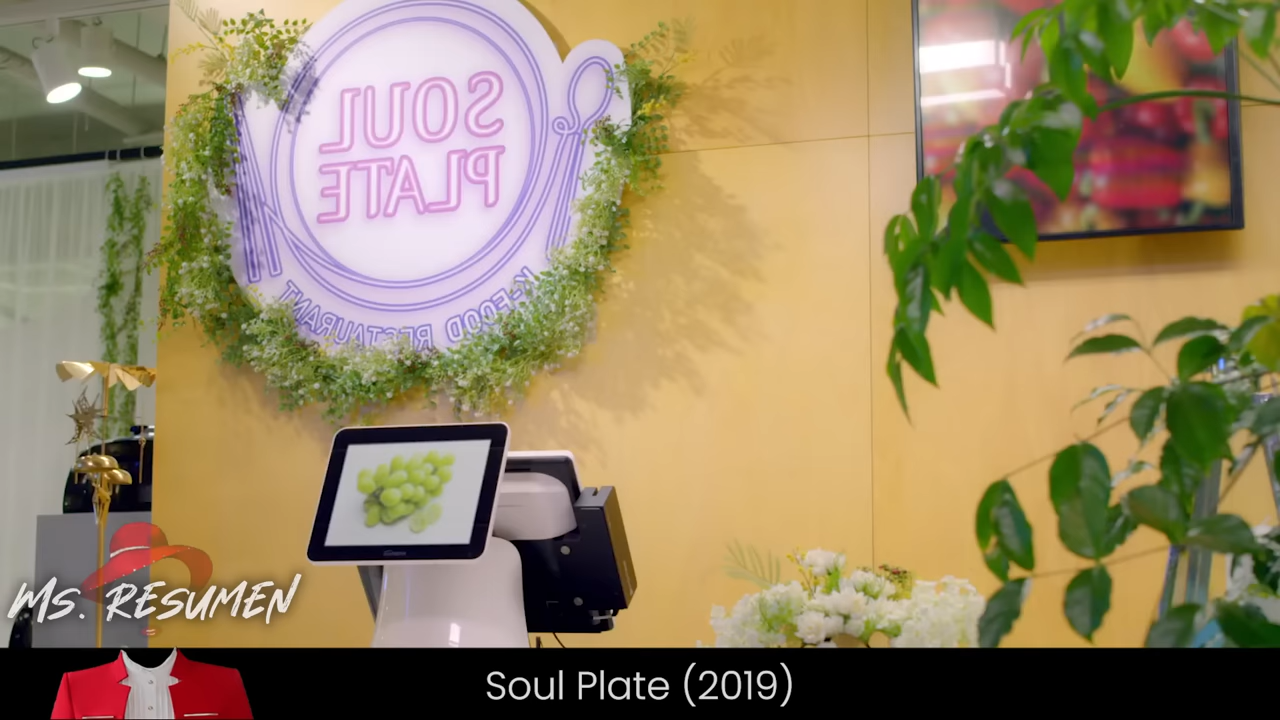 SOUL
PLATE
K-FOOD RESTAURANT
MS. RESUMEN
Soul Plate (2019)